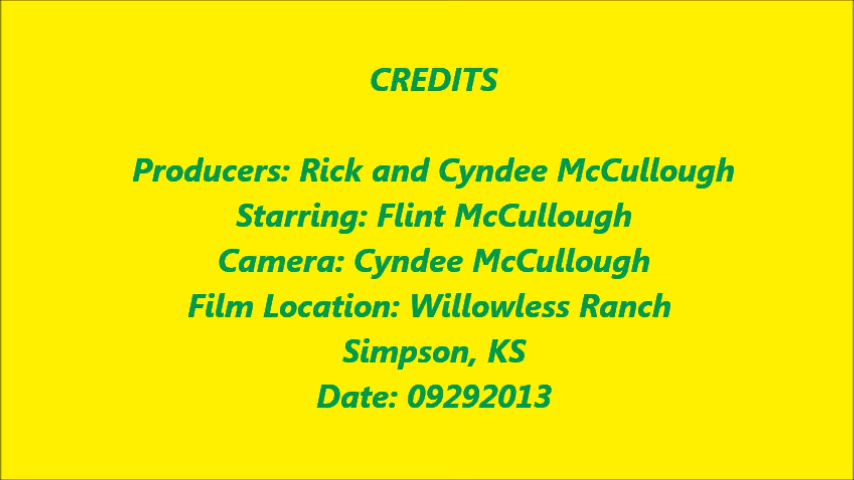 CREDITS
Producers: Rick and Cyndee McCullough
Starring: Flint McCullough
Camera: Cyndee McCullough
Film Location: Willowless Ranch
Simpson, KS
Date: 09292013